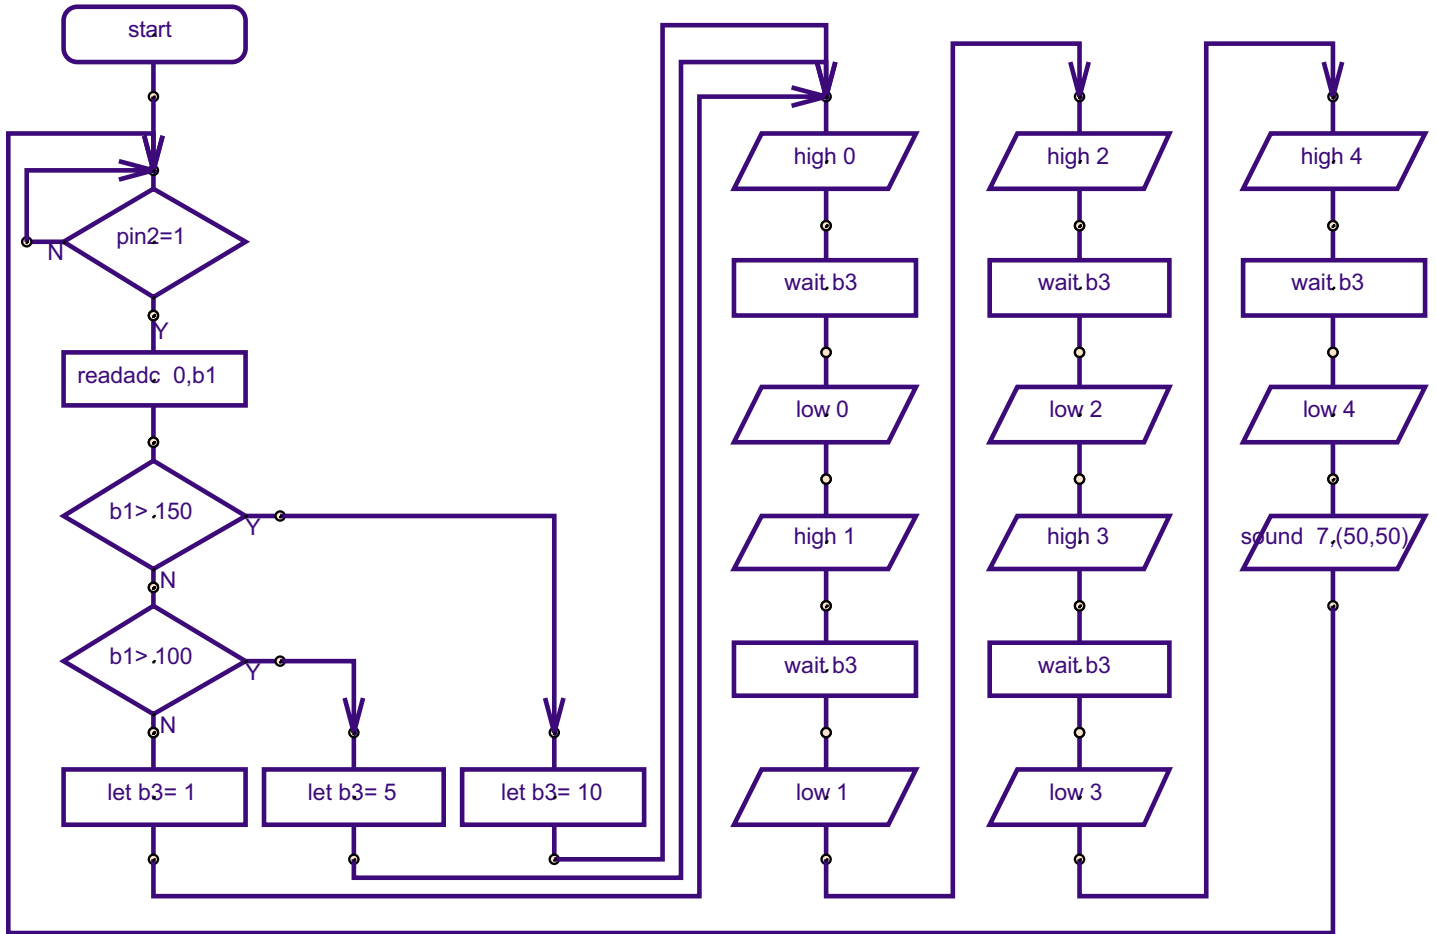 start
pin2=1
N
Y
readadc 0,b1
b1> 150
Y
N
b1> 100
Y
N
let b3= 1
let b3= 5
let b3= 10
high 0
wait b3
low 0
high 1
wait b3
low 1
high 2
wait b3
low 2
high 3
wait b3
low 3
high 4
wait b3
low 4
sound 7,(50,50)